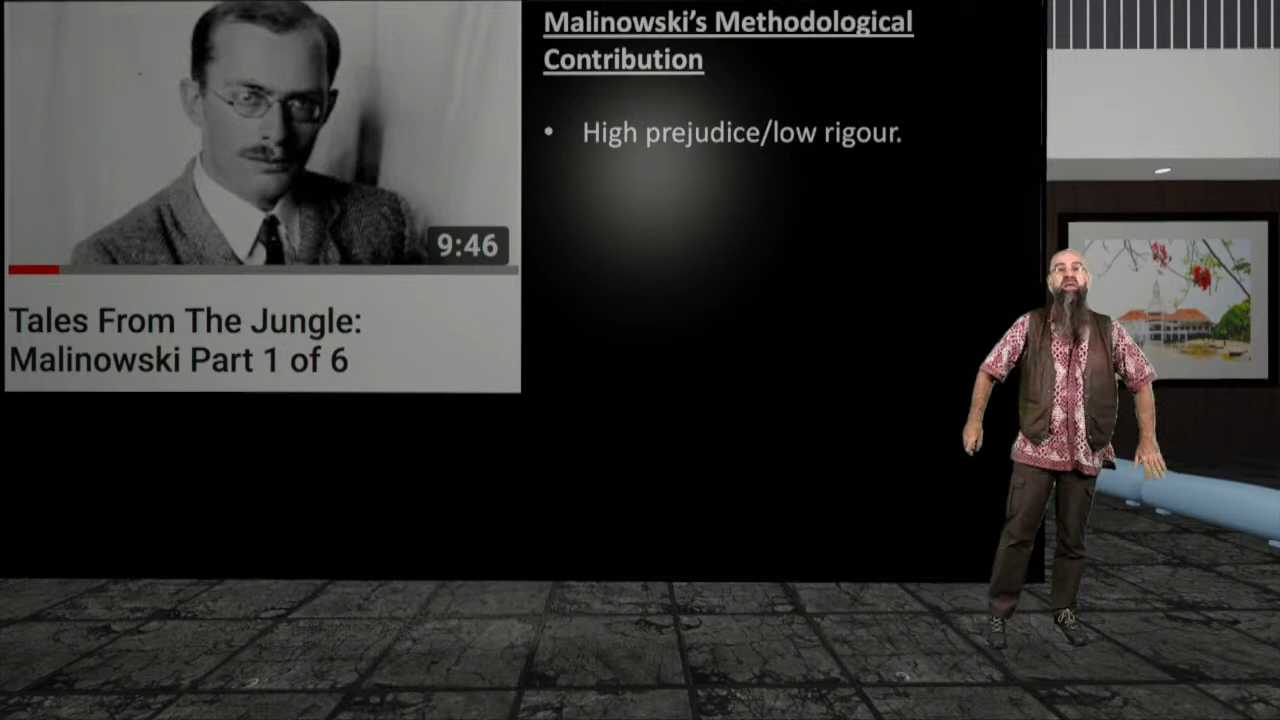 Malinowski's Methodological
Contribution
• High prejudice/low rigour.
9:46
Tales From The Jungle:
Malinowski Part 1 of 6